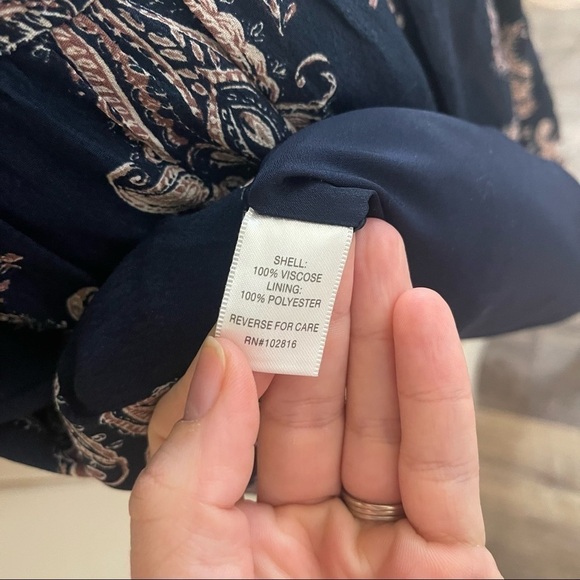 SHELL:
100% VISCOSE
LINING:
100% POLYESTER
REVERSE FOR CARE
RN#102816